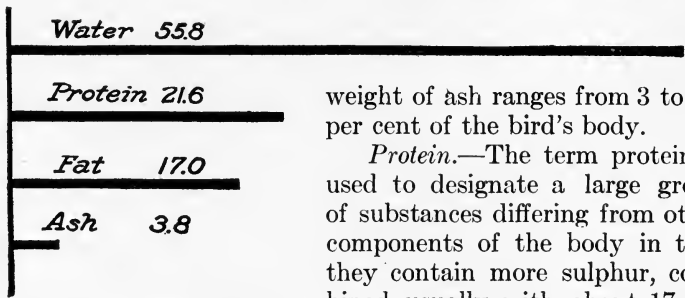 Water 55.8
Protein 21.6
Fat 17.0
Ash 3.8
weight of ash ranges from 3 to
per cent of the bird's body.
Protein.—The term protein
used to designate a large gr
of substances differing from ot
components of the body in t
they contain more sulphur, co